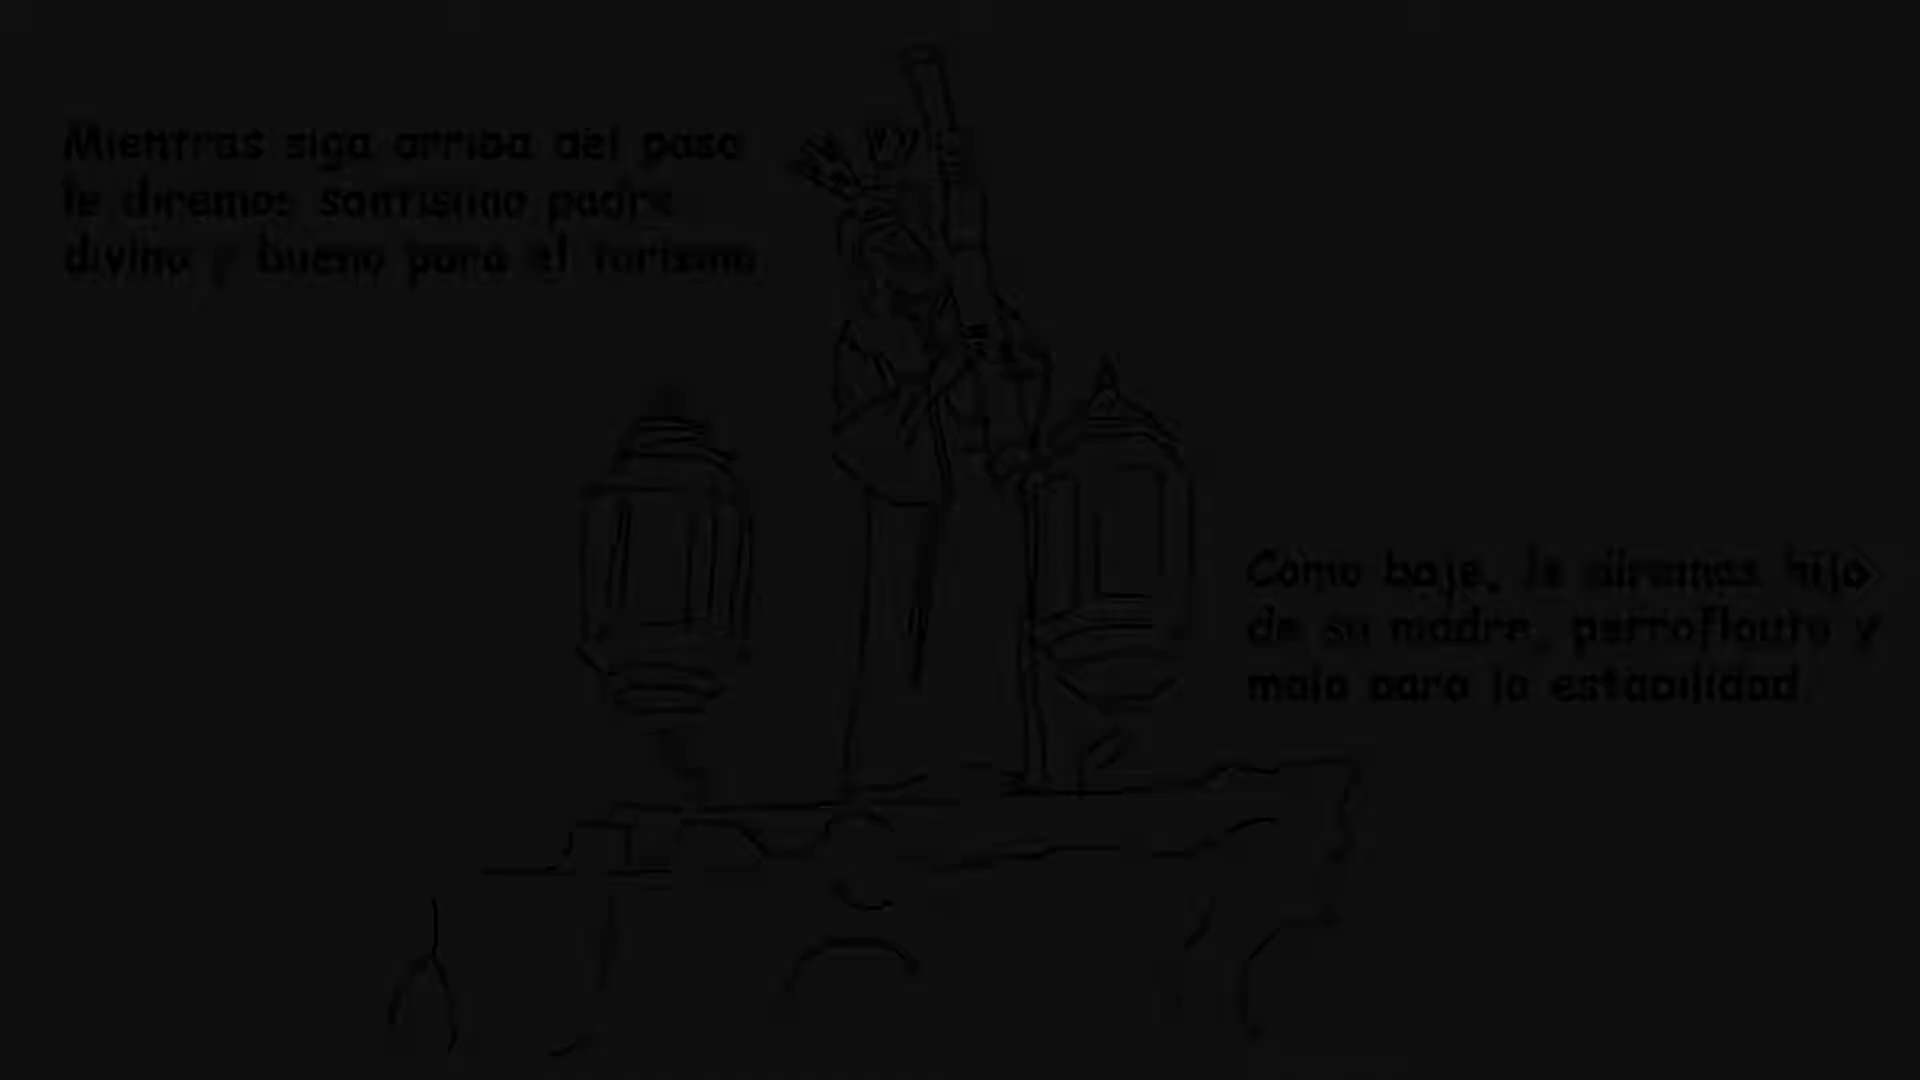 Mientras siga arriba del paso
le diremos santísimo padre
divino y bueno para el turismo
Como baje, le diremos hijo
de su madre, perroflauta y
malo para la estabilidad.